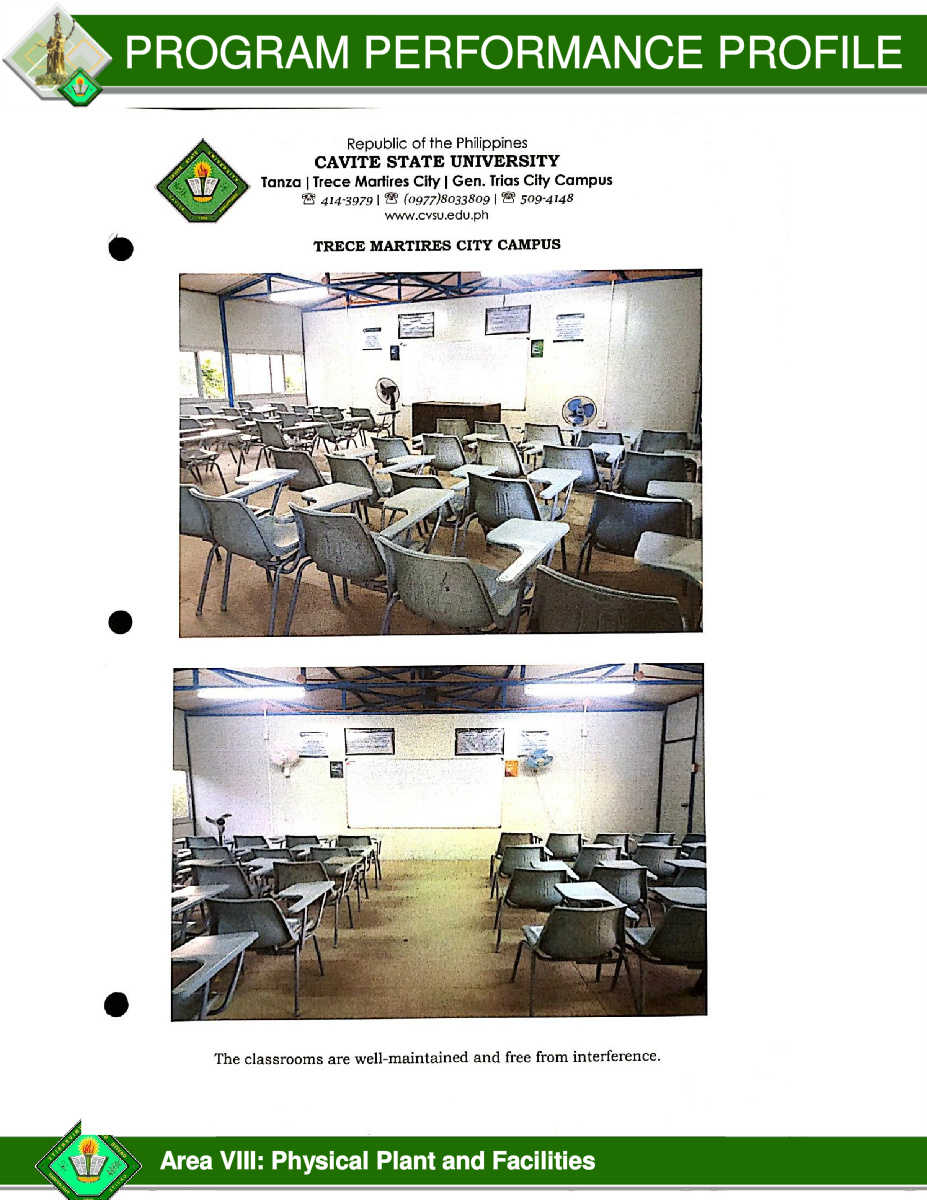 PROGRAM PERFORMANCE PROFILE
Republic of the Philippines
CAVITE STATE UNIVERSITY
Tanza | Trece Martires City | Gen. Trias City Campus
☏ 414-3979 | ☏ (0977)8033809 | ☏ 509-4148
www.cvsu.edu.ph
TRECE MARTIRES CITY CAMPUS
The classrooms are well-maintained and free from interference.
Area VIII: Physical Plant and Facilities